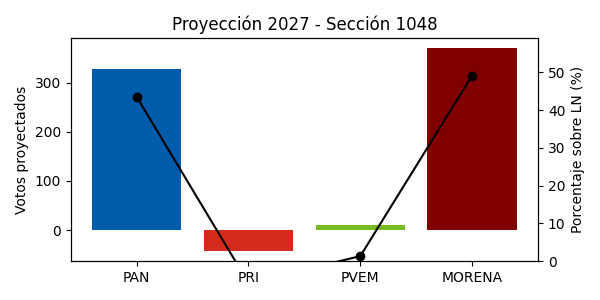 Proyección 2027 - Sección 1048
Votos proyectados
300
200
100
0
50
40
30
20
10
0
Porcentaje sobre LN (%)
PAN PRI PVEM MORENA